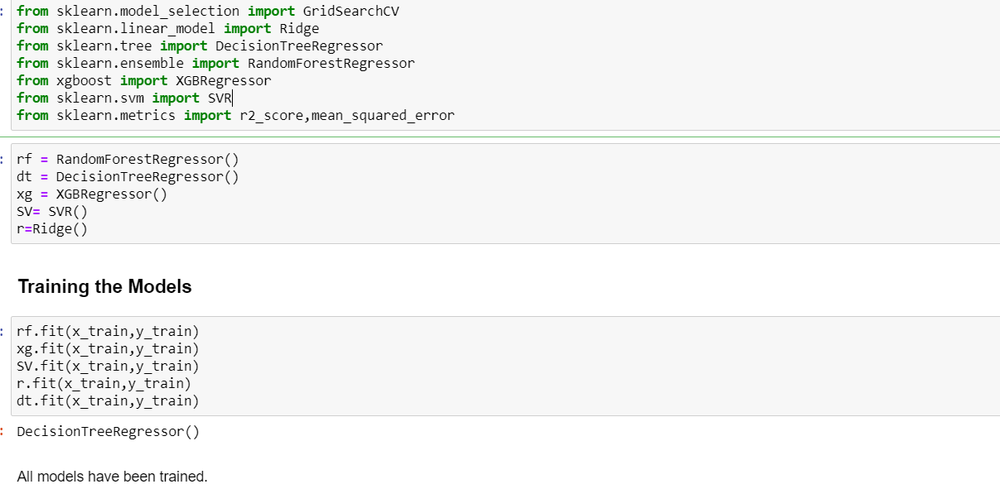 : from sklearn.model_selection import GridSearchCV
from sklearn.linear_model import Ridge
from sklearn.tree import DecisionTreeRegressor
from sklearn.ensemble import RandomForestRegressor
from xgboost import XGBRegressor
from sklearn.svm import SVR
from sklearn.metrics import r2_score,mean_squared_error
: rf = RandomForestRegressor()
dt = DecisionTreeRegressor()
xg = XGBRegressor()
SV= SVR()
r=Ridge()
Training the Models
: rf.fit(x_train,y_train)
xg.fit(x_train,y_train)
SV.fit(x_train,y_train)
r.fit(x_train,y_train)
dt.fit(x_train,y_train)
: DecisionTreeRegressor()
All models have been trained.